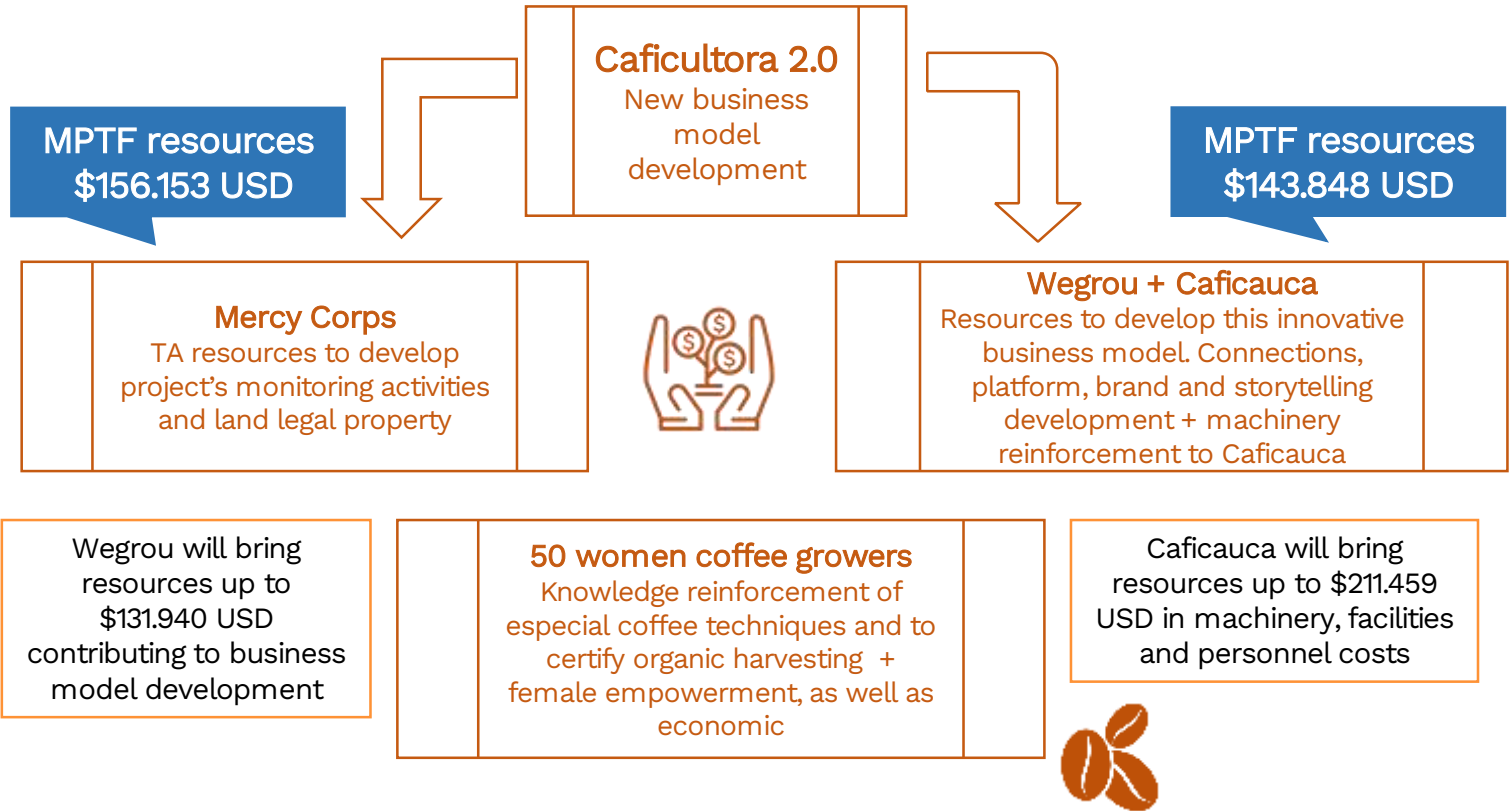 Caficultora 2.0
New business
model
development
MPTF resources
$156.153 USD
MPTF resources
$143.848 USD
Mercy Corps
TA resources to develop
project’s monitoring activities
and land legal property
$
$
$
Wegrou + Caficauca
Resources to develop this innovative
business model. Connections,
platform, brand and storytelling
development + machinery
reinforcement to Caficauca
Wegrou will bring
resources up to
$131.940 USD
contributing to business
model development
50 women coffee growers
Knowledge reinforcement of
especial coffee techniques and to
certify organic harvesting +
female empowerment, as well as
economic
Caficauca will bring
resources up to $211.459
USD in machinery, facilities
and personnel costs